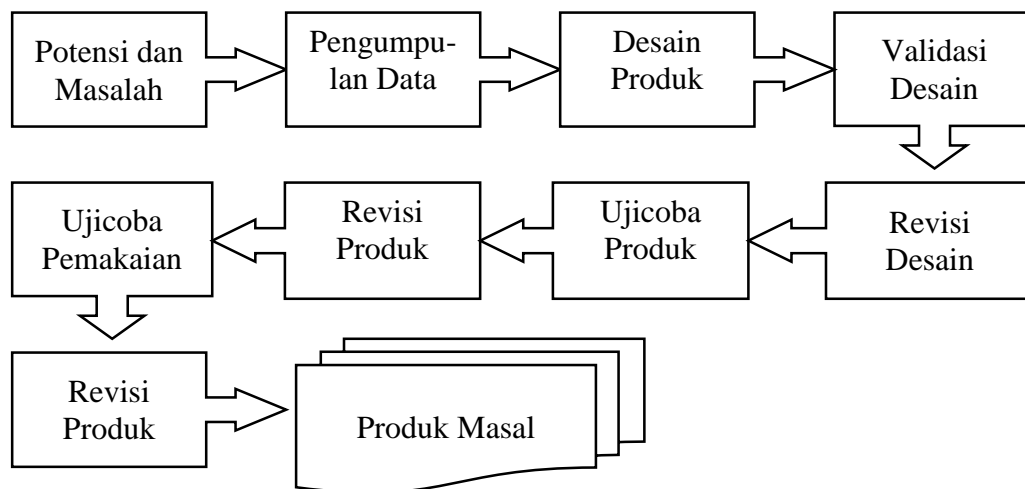 Potensi dan
Masalah
Pengumpu-
lan Data
Desain
Produk
Validasi
Desain
Revisi
Desain
Ujicoba
Produk
Revisi
Produk
Ujicoba
Pemakaian
Revisi
Produk
Produk Masal